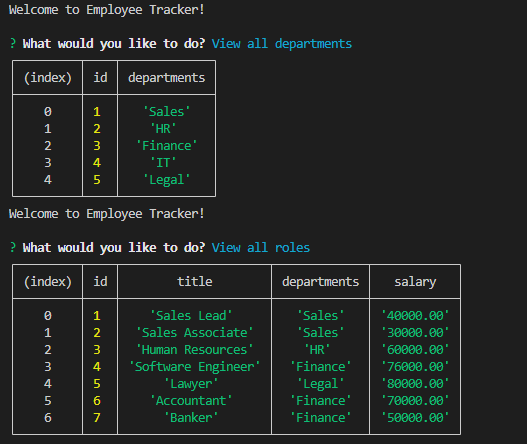 Welcome to Employee Tracker!
? What would you like to do? View all departments
(index) id departments
0 1 'Sales'
1 2 'HR'
2 3 'Finance'
3 4 'IT'
4 5 'Legal'
Welcome to Employee Tracker!
? What would you like to do? View all roles
(index) id title departments salary
0 1 'Sales Lead' 'Sales' '40000.00'
1 2 'Sales Associate' 'Sales' '30000.00'
2 3 'Human Resources' 'HR' '60000.00'
3 4 'Software Engineer' 'Finance' '76000.00'
4 5 'Lawyer' 'Legal' '80000.00'
5 6 'Accountant' 'Finance' '70000.00'
6 7 'Banker' 'Finance' '50000.00'